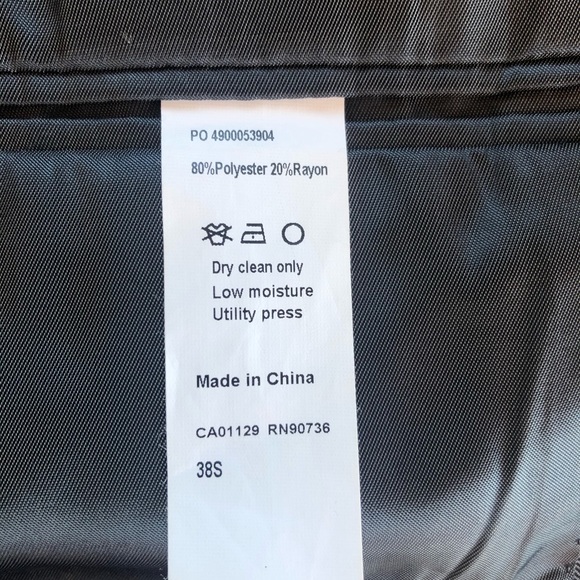 PO 4900053904
80%Polyester 20%Rayon
Dry clean only
Low moisture
Utility press
Made in China
CA01129 RN90736
38S